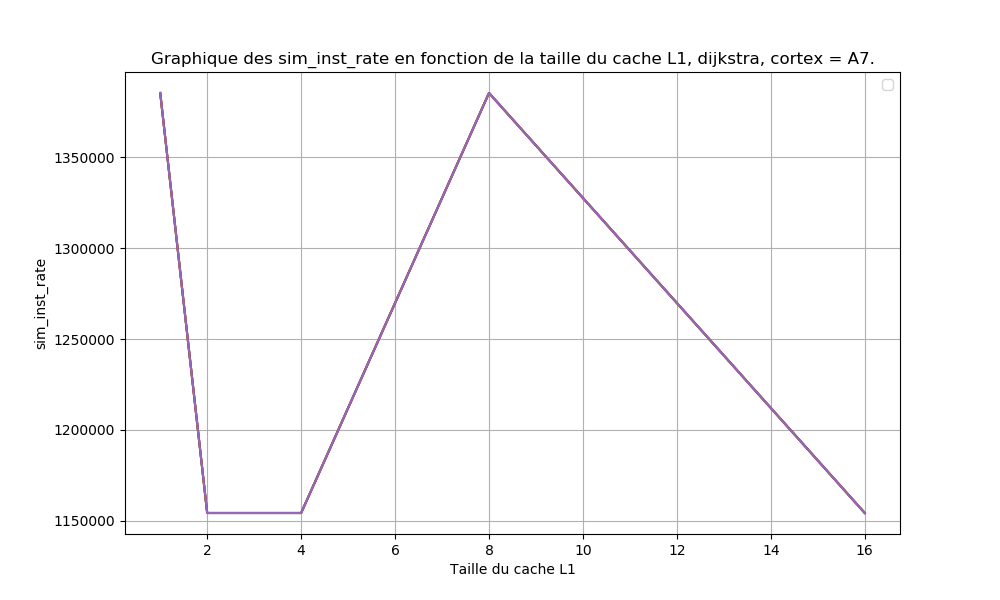 Graphique des sim_inst_rate en fonction de la taille du cache L1, dijkstra, cortex = A7.
1350000
1300000
1250000
1200000
1150000
sim_inst_rate
2 4 6 8 10 12 14 16
Taille du cache L1